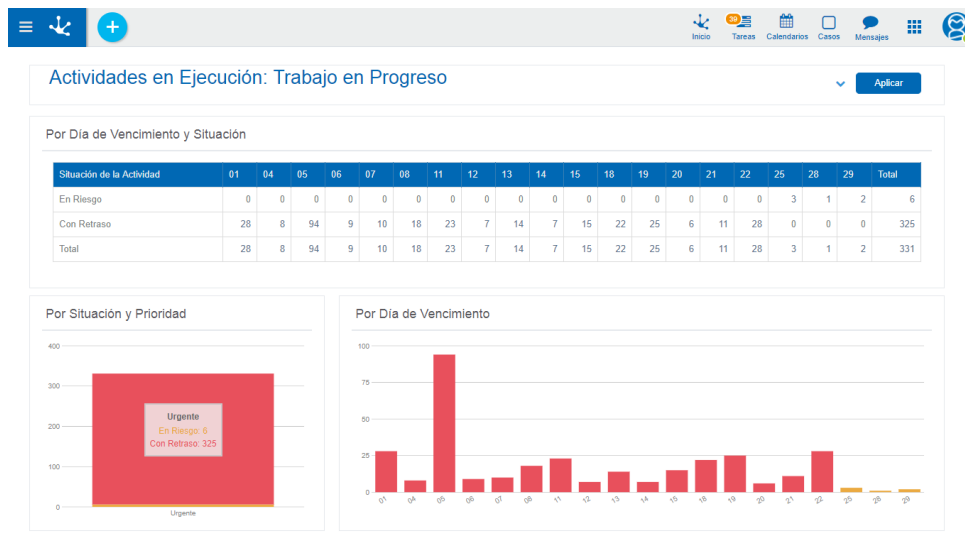 39
Inicio Tareas Calendarios Casos Mensajes
Actividades en Ejecución: Trabajo en Progreso
Aplicar
Por Día de Vencimiento y Situación
Situación de la Actividad 01 04 05 06 07 08 11 12 13 14 15 18 19 20 21 22 25 28 29 Total
En Riesgo 0 0 0 0 0 0 0 0 0 0 0 0 0 0 0 0 3 1 2 6
Con Retraso 28 8 94 9 10 18 23 7 14 7 15 22 25 6 11 28 0 0 0 325
Total 28 8 94 9 10 18 23 7 14 7 15 22 25 6 11 28 3 1 2 331
Por Situación y Prioridad
400
300
200
100
0
Urgente
En Riesgo: 6
Con Retraso: 325
Urgente
Por Día de Vencimiento
100
75
50
25
0
01 04 05 06 07 08 11 12 13 14 15 18 19 20 21 22 25 28 29